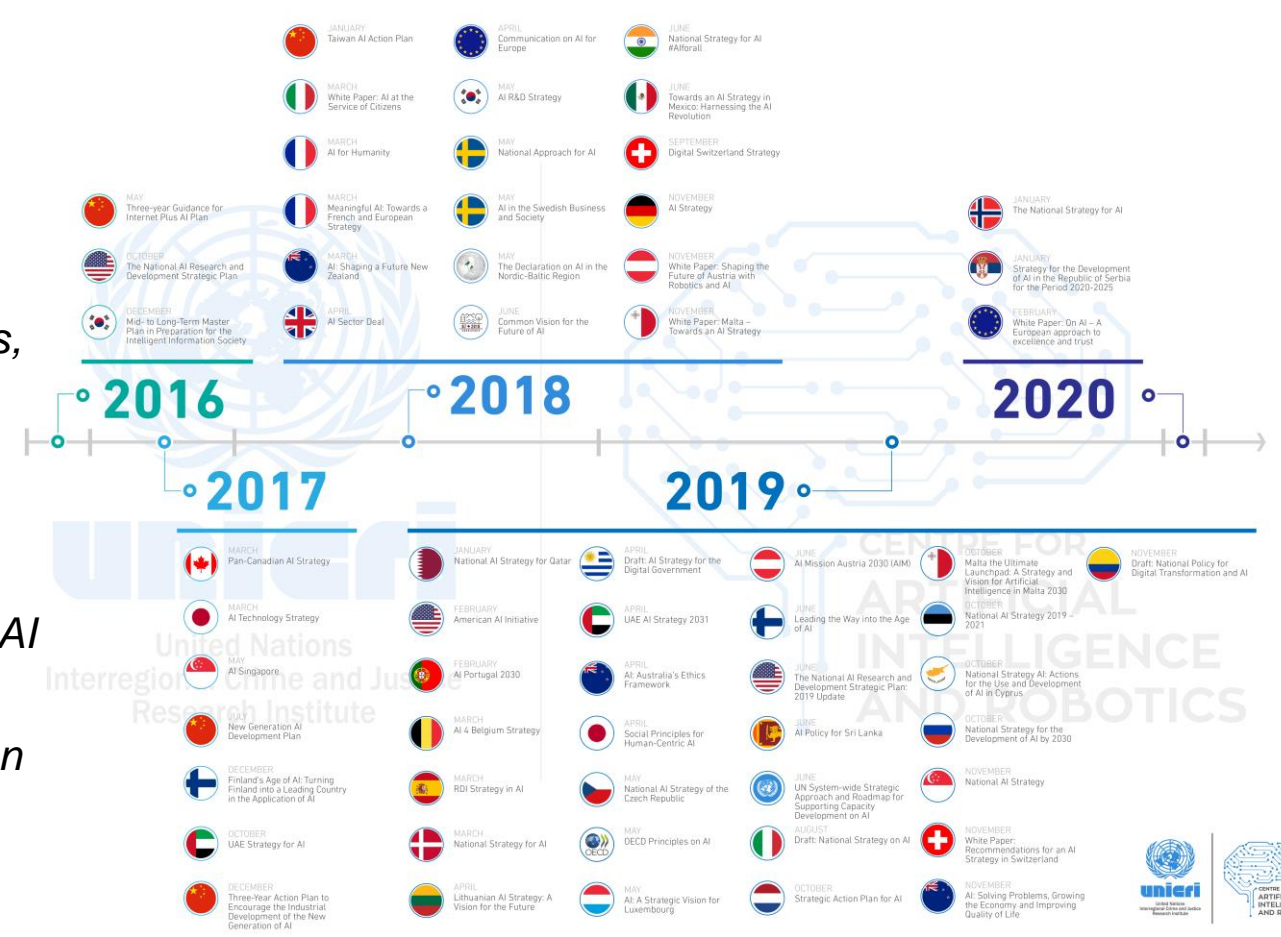 JANUARY
Taiwan AI Action Plan
MARCH
White Paper: AI at the
Service of Citizens
MARCH
AI for Humanity
MARCH
Meaningful AI: Towards a
French and European
Strategy
MARCH
AI: Shaping a Future New
Zealand
APRIL
AI Sector Deal
APRIL
Communication on AI for
Europe
MAY
AI R&D Strategy
MAY
National Approach for AI
MAY
AI in the Swedish Business
and Society
MAY
The Declaration on AI in the
Nordic-Baltic Region
JUNE
Common Vision for the
Future of AI
JUNE
National Strategy for AI
#AIforall
JUNE
Towards an AI Strategy in
Mexico: Harnessing the AI
Revolution
SEPTEMBER
Digital Switzerland Strategy
NOVEMBER
AI Strategy
NOVEMBER
White Paper: Shaping the
Future of Austria with
Robotics and AI
NOVEMBER
White Paper: Malta –
Towards an AI Strategy
MAY
Three-year Guidance for
Internet Plus AI Plan
OCTOBER
The National AI Research and
Development Strategic Plan
DECEMBER
Mid- to Long-Term Master
Plan in Preparation for the
Intelligent Information Society
JANUARY
The National Strategy for AI
JANUARY
Strategy for the Development
of AI in the Republic of Serbia
for the Period 2020-2025
FEBRUARY
White Paper: On AI – A
European approach to
excellence and trust
s,
2016
2018
2020
2017
2019
AI
n
MARCH
Pan-Canadian AI Strategy
MARCH
AI Technology Strategy
MAY
AI Singapore
JULY
New Generation AI
Development Plan
DECEMBER
Finland's Age of AI: Turning
Finland into a Leading Country
in the Application of AI
OCTOBER
UAE Strategy for AI
DECEMBER
Three-Year Action Plan to
Encourage the Industrial
Development of the New
Generation of AI
JANUARY
National AI Strategy for Qatar
FEBRUARY
American AI Initiative
FEBRUARY
AI Portugal 2030
MARCH
AI 4 Belgium Strategy
MARCH
RDI Strategy in AI
MARCH
National Strategy for AI
APRIL
Lithuanian AI Strategy: A
Vision for the Future
APRIL
Draft: AI Strategy for the
Digital Government
APRIL
UAE AI Strategy 2031
APRIL
AI: Australia's Ethics
Framework
APRIL
Social Principles for
Human-Centric AI
MAY
National AI Strategy of the
Czech Republic
OECD
MAY
OECD Principles on AI
MAY
AI: A Strategic Vision for
Luxembourg
JUNE
AI Mission Austria 2030 (AIM)
JUNE
Leading the Way into the Age
of AI
JUNE
The National AI Research and
Development Strategic Plan:
2019 Update
JUNE
AI Policy for Sri Lanka
JUNE
UN System-wide Strategic
Approach and Roadmap for
Supporting Capacity
Development on AI
AUGUST
Draft: National Strategy on AI
OCTOBER
Strategic Action Plan for AI
OCTOBER
Malta the Ultimate
Launchpad: A Strategy and
Vision for Artificial
Intelligence in Malta 2030
OCTOBER
National AI Strategy 2019 –
2021
OCTOBER
National Strategy AI: Actions
for the Use and Development
of AI in Cyprus
OCTOBER
National Strategy for the
Development of AI by 2030
NOVEMBER
National AI Strategy
NOVEMBER
White Paper:
Recommendations for an AI
Strategy in Switzerland
NOVEMBER
AI: Solving Problems, Growing
the Economy and Improving
Quality of Life
NOVEMBER
Draft: National Policy for
Digital Transformation and AI
unicri
United Nations
Interregional Crime and Justice
Research Institute
CENTRE FOR
ARTIFICIAL
INTELLIGENCE
AND ROBOTICS
unicri
United Nations
Interregional Crime and Justice
Research Institute